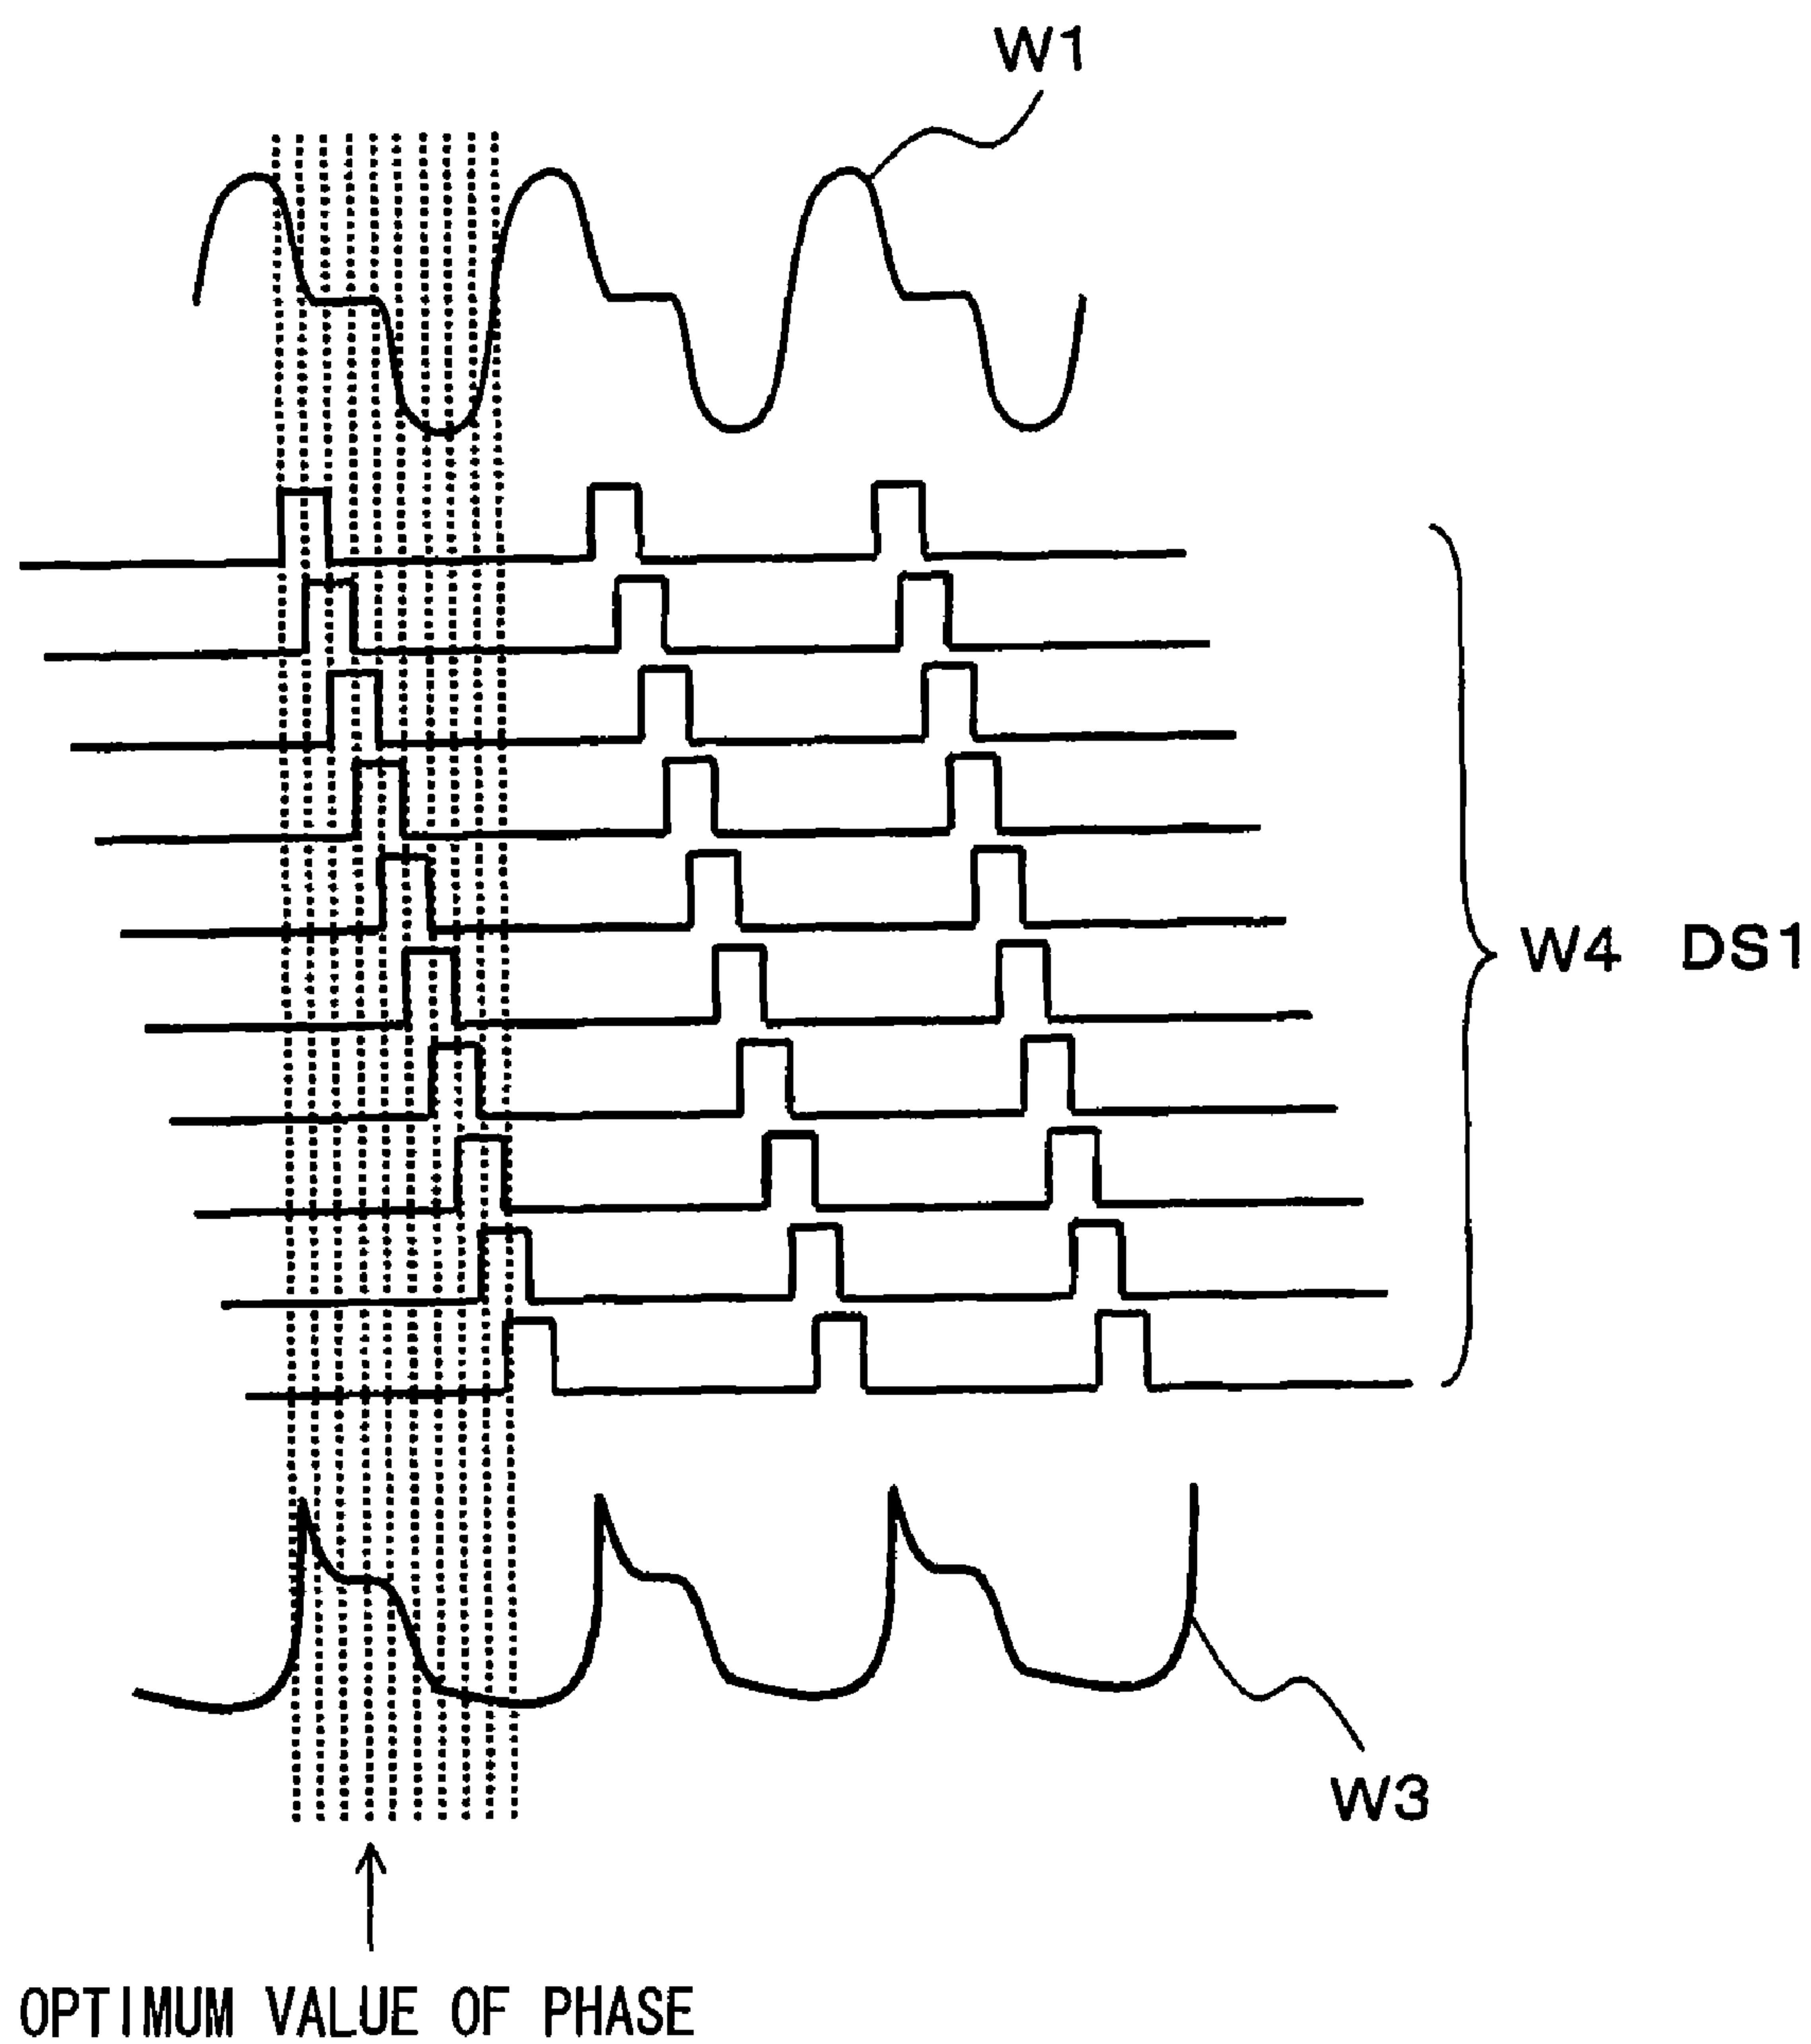 W1
W4 DS1
W3
OPTIMUM VALUE OF PHASE